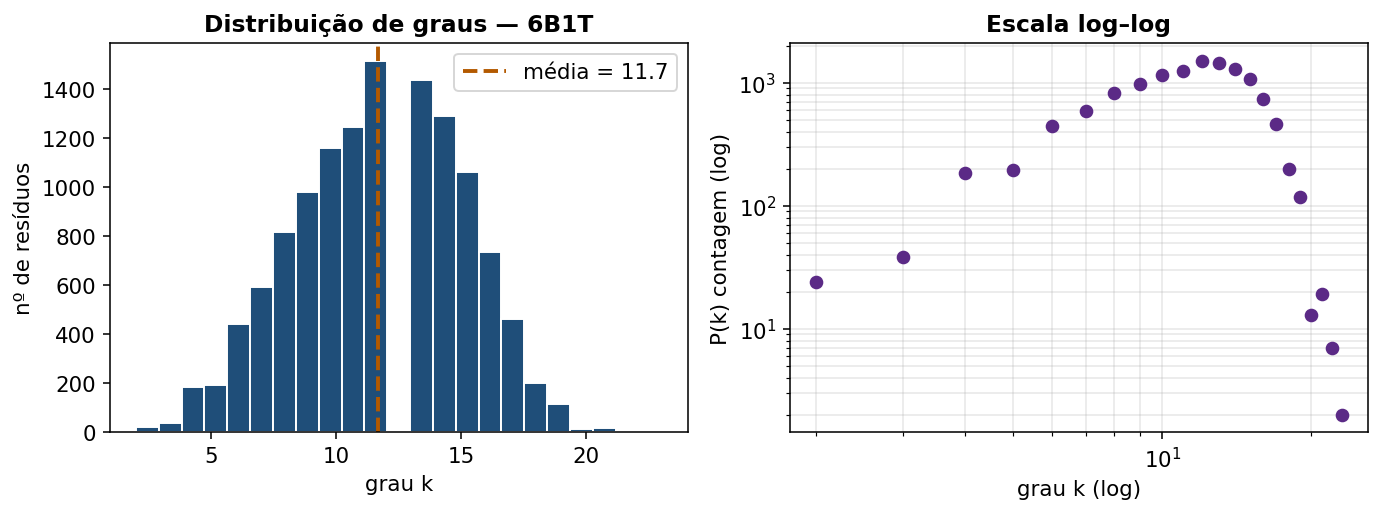 Distribuição de graus — 6B1T
média = 11.7
nº de resíduos
1400
1200
1000
800
600
400
200
0
5
10
15
20
grau k
Escala log–log
P(k) contagem (log)
10³
10²
10¹
10¹
grau k (log)